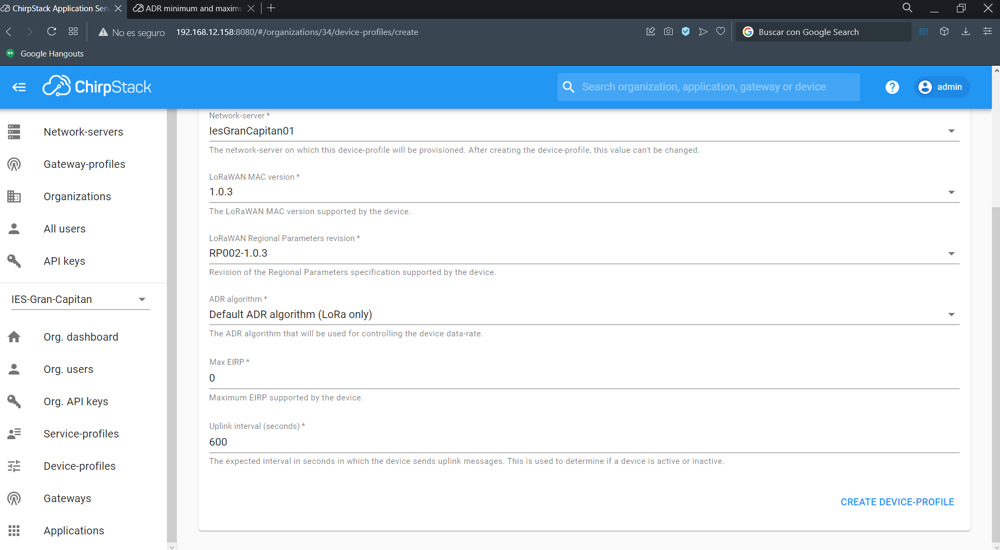 ChirpStack Application Serv
ADR minimum and maximu
No es seguro
192.168.12.158:8080/#/organizations/34/device-profiles/create
Buscar con Google Search
Google Hangouts
ChirpStack
Search organization, application, gateway or device
admin
Network-servers
Gateway-profiles
Organizations
All users
API keys
IES-Gran-Capitan
Org. dashboard
Org. users
Org. API keys
Service-profiles
Device-profiles
Gateways
Applications
Network-server *
IesGranCapitan01
The network-server on which this device-profile will be provisioned. After creating the device-profile, this value can't be changed.
LoRaWAN MAC version *
1.0.3
The LoRaWAN MAC version supported by the device.
LoRaWAN Regional Parameters revision *
RP002-1.0.3
Revision of the Regional Parameters specification supported by the device.
ADR algorithm *
Default ADR algorithm (LoRa only)
The ADR algorithm that will be used for controlling the device data-rate.
Max EIRP *
0
Maximum EIRP supported by the device.
Uplink interval (seconds) *
600
The expected interval in seconds in which the device sends uplink messages. This is used to determine if a device is active or inactive.
CREATE DEVICE-PROFILE